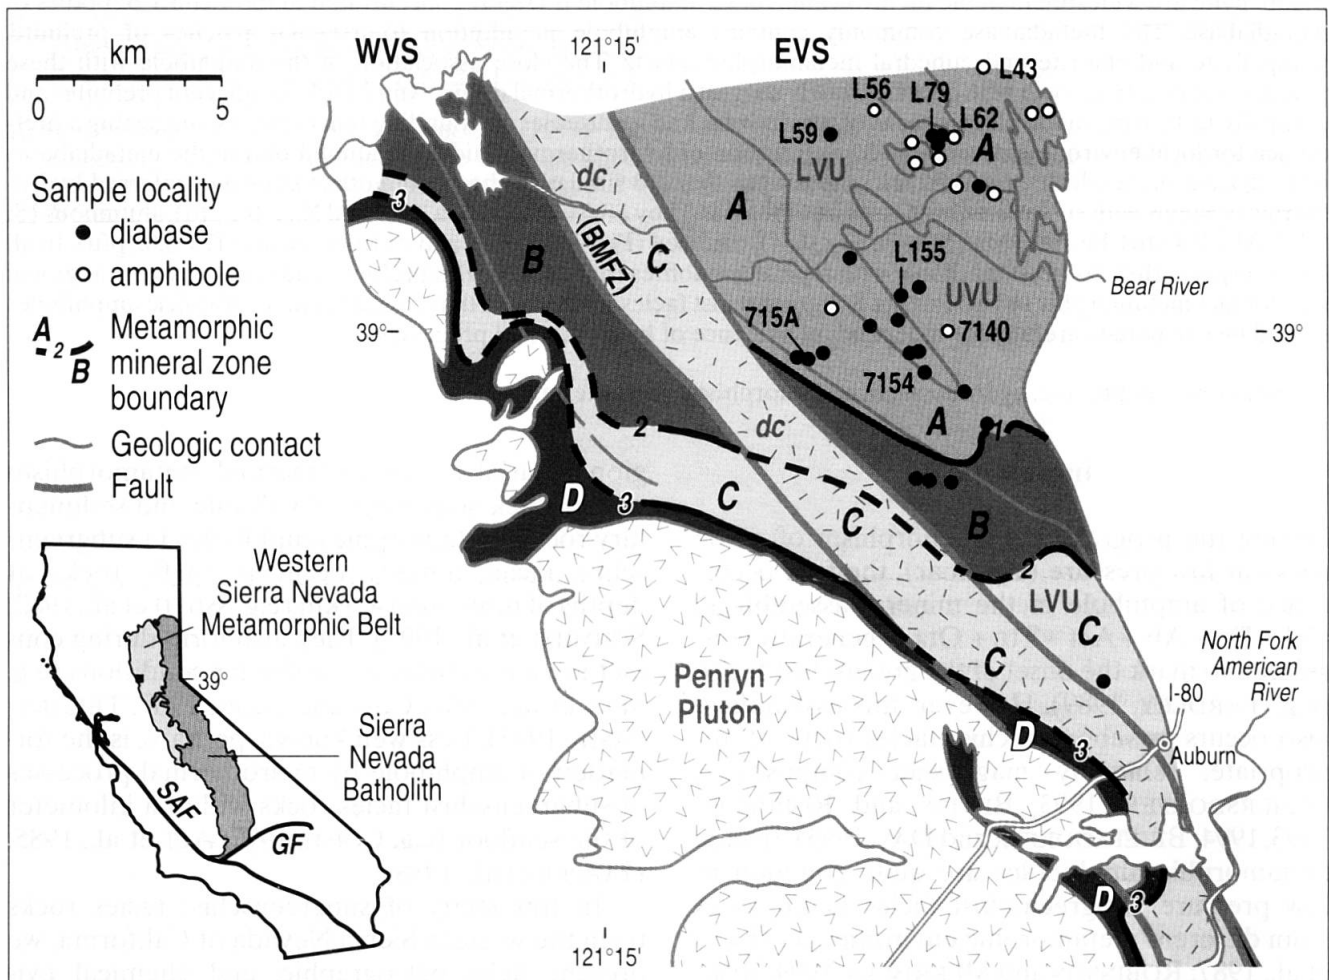 km
0 5
Sample locality
diabase
amphibole
A 2 B Metamorphic
mineral zone
boundary
Geologic contact
Fault
WVS
121°15'
EVS
L43
L56
L79
L62
L59
A
LVU
dc
A
(BMFZ)
B
C
3
L155
UVU
Bear River
39°
715A
7140
39°
7154
A
1
2
dc
D
3
C
C
B
2
LVU
C
C
Penryn
Pluton
North Fork
American
River
I-80
D
3
Auburn
D
3
121°15'
Western
Sierra Nevada
Metamorphic Belt
39°
Sierra
Nevada
Batholith
SAF
GF